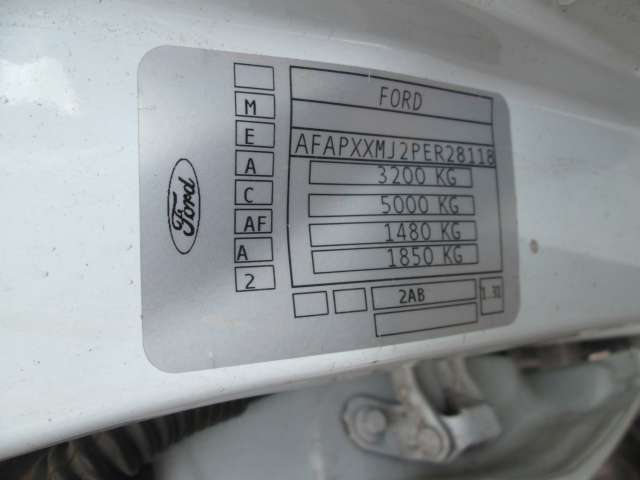 FORD
AFAPXXMJ2PER28118
3200 KG
5000 KG
1480 KG
1850 KG
2AB
M
E
A
C
AF
A
2
Ford